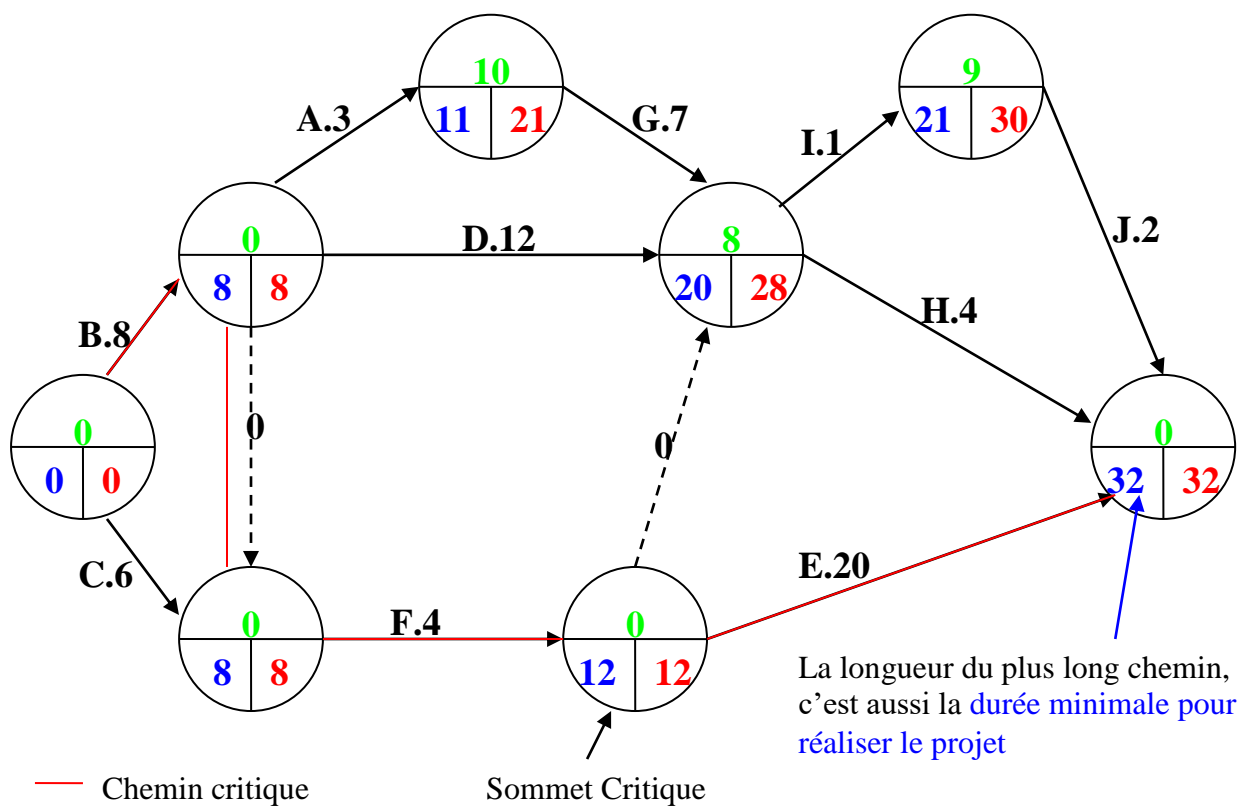 10
11 21
9
21 30
A.3
G.7
I.1
0
8 8
D.12
8
20 28
J.2
B.8
H.4
0
0 0
0
0
0
32 32
C.6
E.20
0
8 8
F.4
0
12 12
La longueur du plus long chemin,
c'est aussi la durée minimale pour
réaliser le projet
Chemin critique
Sommet Critique